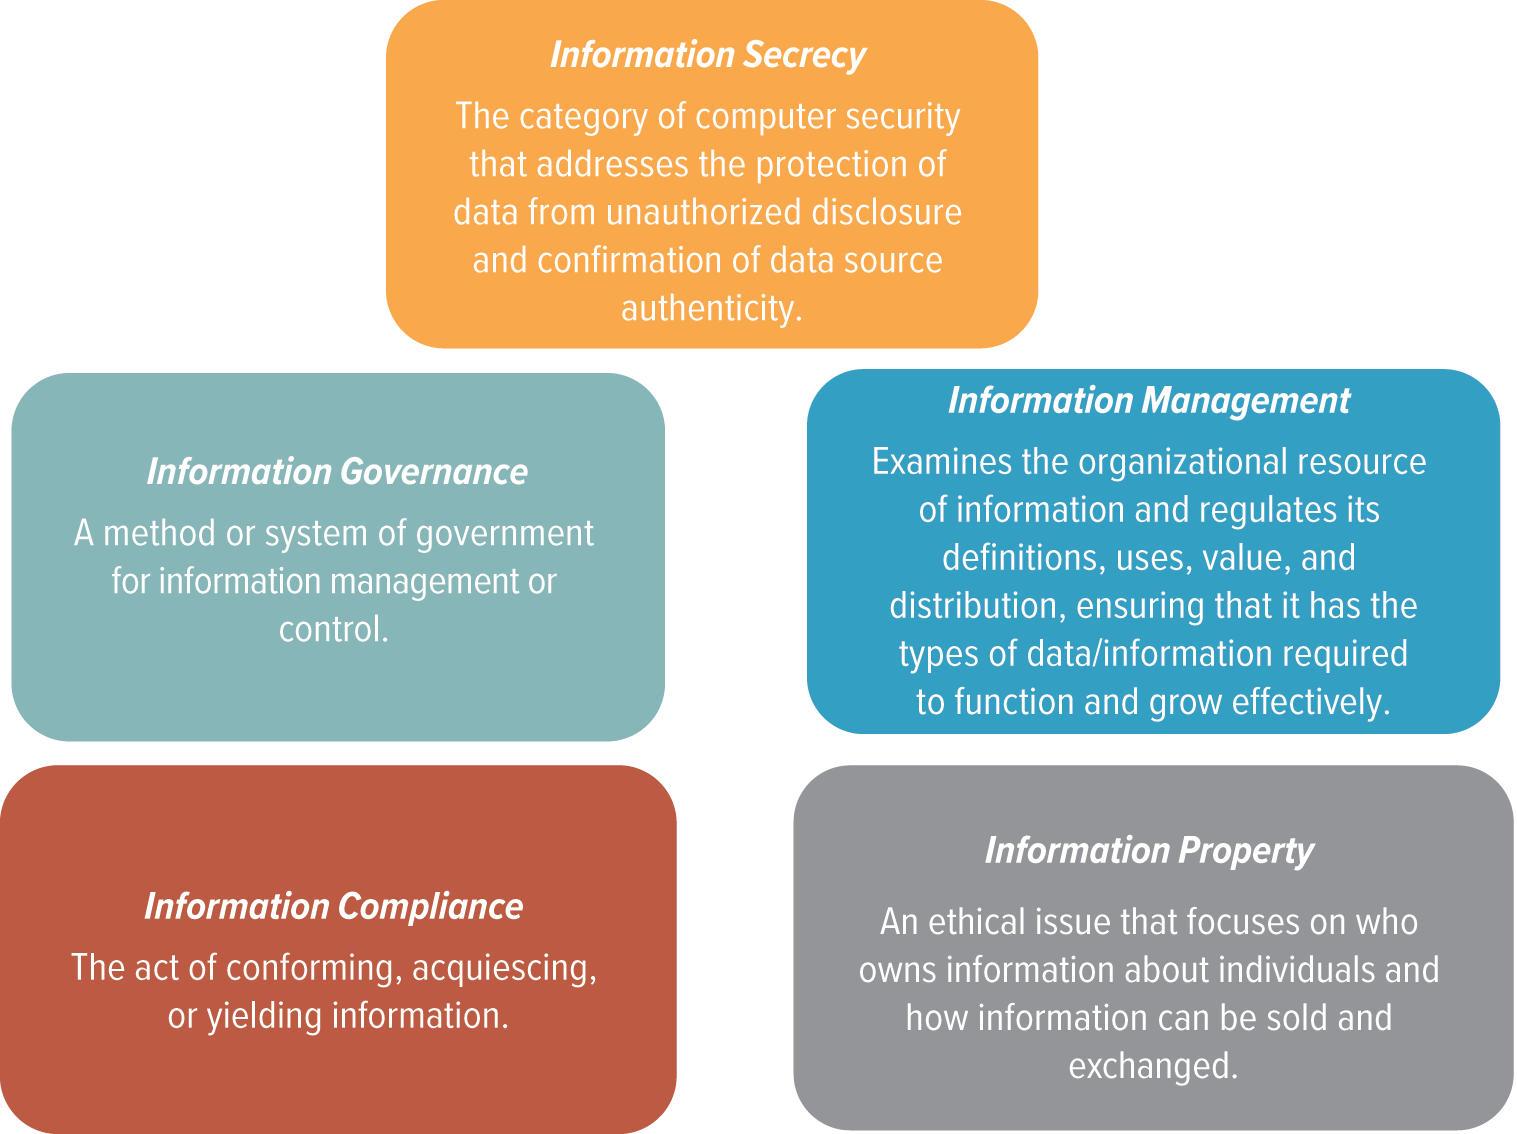 Information Secrecy
The category of computer security
that addresses the protection of
data from unauthorized disclosure
and confirmation of data source
authenticity.
Information Governance
A method or system of government
for information management or
control.
Information Management
Examines the organizational resource
of information and regulates its
definitions, uses, value, and
distribution, ensuring that it has the
types of data/information required
to function and grow effectively.
Information Compliance
The act of conforming, acquiescing,
or yielding information.
Information Property
An ethical issue that focuses on who
owns information about individuals and
how information can be sold and
exchanged.